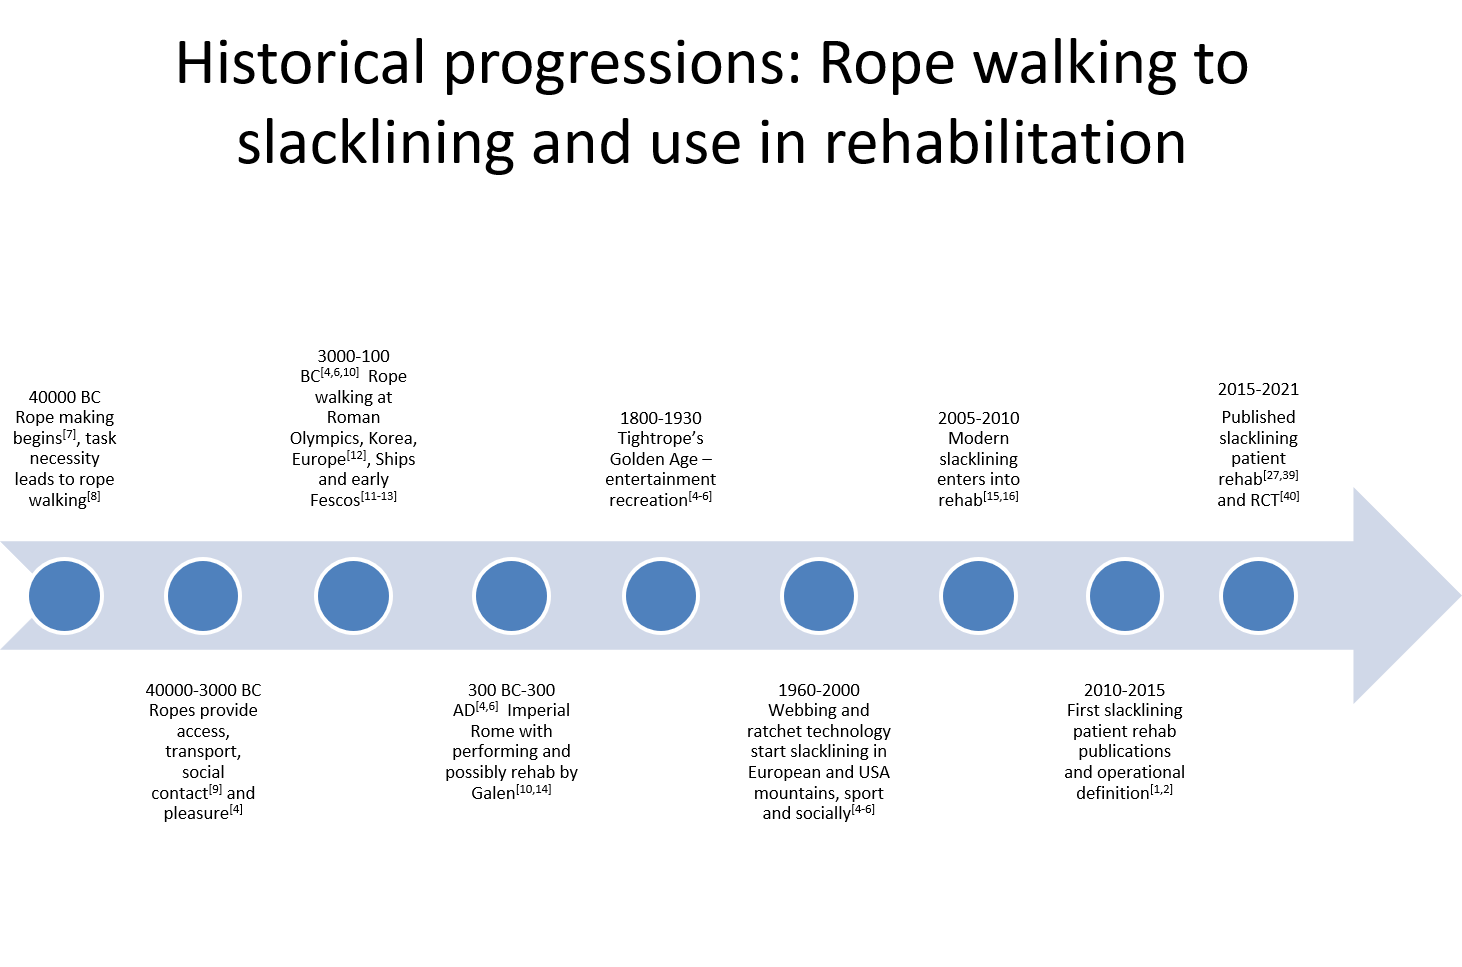 Historical progressions: Rope walking to
slacklining and use in rehabilitation
40000 BC
Rope making
begins[7], task
necessity
leads to rope
walking[8]
40000-3000 BC
Ropes provide
access,
transport,
social
contact[9] and
pleasure[4]
3000-100
BC[4,6,10] Rope
walking at
Roman
Olympics, Korea,
Europe[12], Ships
and early
Fescos[11-13]
300 BC-300
AD[4,6] Imperial
Rome with
performing and
possibly rehab by
Galen[10,14]
1800-1930
Tightrope’s
Golden Age –
entertainment
recreation[4-6]
1960-2000
Webbing and
ratchet technology
start slacklining in
European and USA
mountains, sport
and socially[4-6]
2005-2010
Modern
slacklining
enters into
rehab[15,16]
2010-2015
First slacklining
patient rehab
publications
and operational
definition[1,2]
2015-2021
Published
slacklining
patient
rehab[27,39]
and RCT[40]